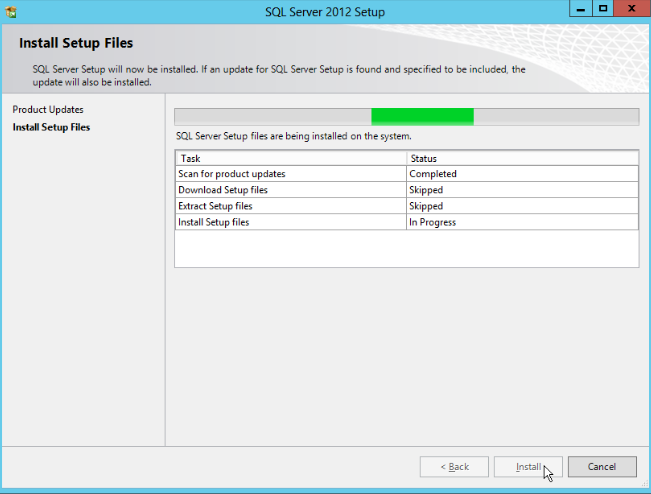 SQL Server 2012 Setup
Install Setup Files
SQL Server Setup will now be installed. If an update for SQL Server Setup is found and specified to be included, the
update will also be installed.
Product Updates
Install Setup Files
SQL Server Setup files are being installed on the system.
Task Status
Scan for product updates Completed
Download Setup files Skipped
Extract Setup files Skipped
Install Setup files In Progress
< Back Install Cancel